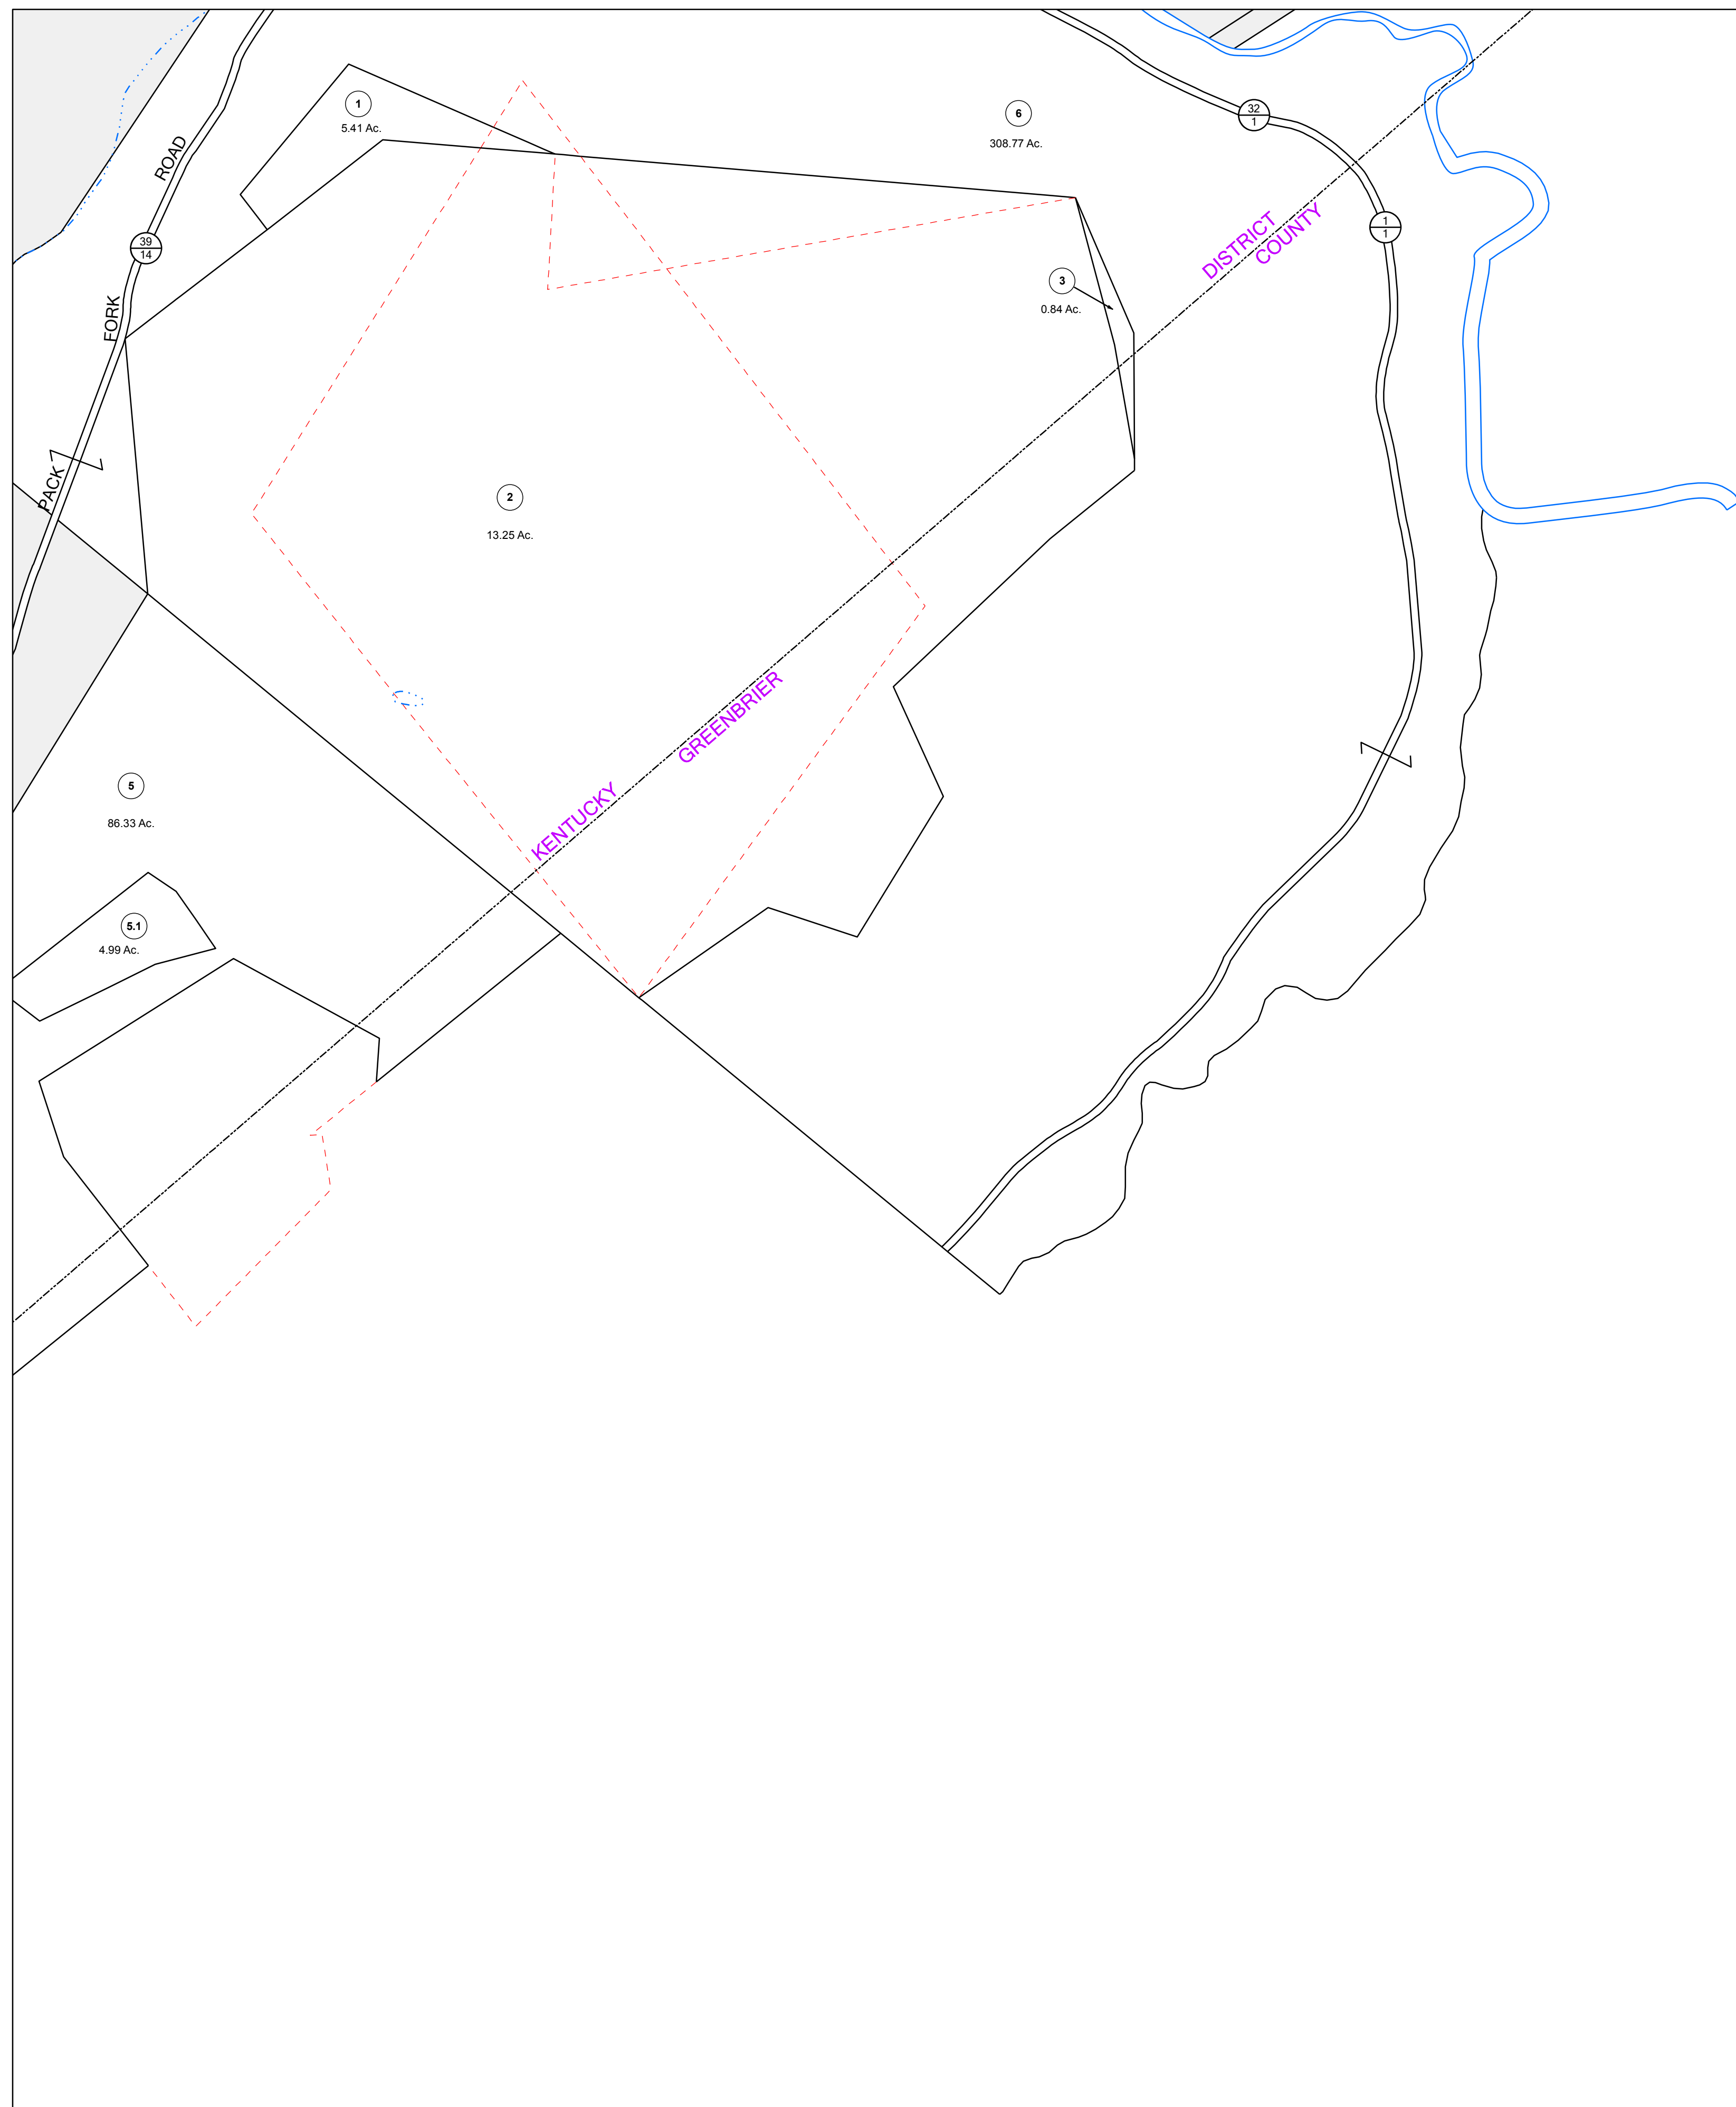 1
5.41 Ac.
6
308.77 Ac.
32
1
ROAD
39
14
1
1
DISTRICT
COUNTY
3
0.84 Ac.
FORK
PACK
2
13.25 Ac.
GREENBRIER
KENTUCKY
5
86.33 Ac.
5.1
4.99 Ac.